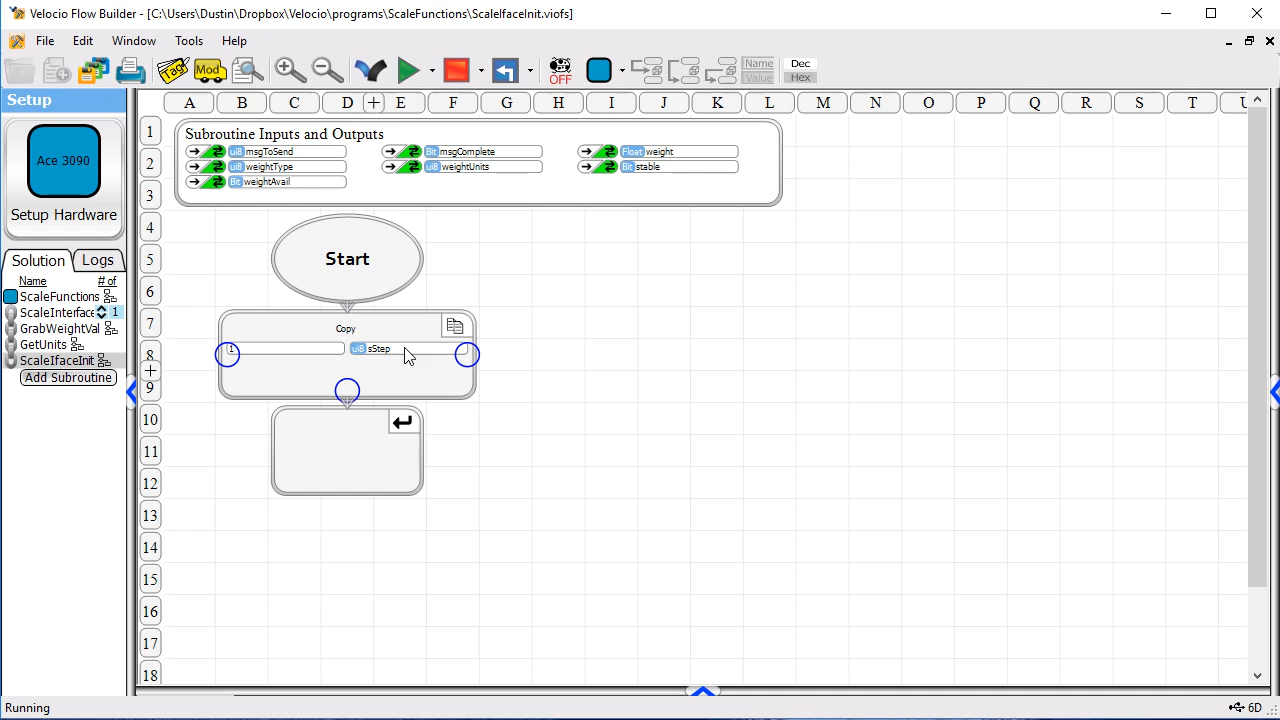 Velocio Flow Builder - [C:\Users\Dustin\Dropbox\Velocio\programs\ScaleFunctions\ScaleIfaceInit.viofs]
File Edit Window Tools Help
Tag Mod OFF Name Value Dec Hex
Setup
Ace 3090
Setup Hardware
Solution Logs
Name # of
ScaleFunctions
ScaleInterface 1
GrabWeightVal
GetUnits
ScaleIfaceInit
Add Subroutine
A B C D E F G H I J K L M N O P Q R S T U
1
2
3
4
5
6
7
8
9
10
11
12
13
14
15
16
17
18
Subroutine Inputs and Outputs
ui8 msgToSend Bit msgComplete Float weight
ui8 weightType ui8 weightUnits Bit stable
Bit weightAvail
Start
Copy
1 ui8 sStep
Running 6D